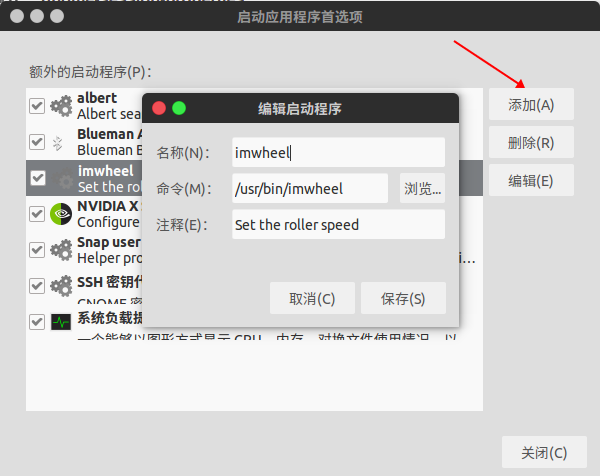 启动应用程序首选项
额外的启动程序(P)：
albert
Albert sea
Blueman A
Blueman E
imwheel
Set the roll
NVIDIA X
Configure
Snap user
Helper pro
SSH 密钥代
GNOME 密
系统负载提
一个能够以图形方式显示 CPU、内存、对换文件使用情况，以
添加(A)
删除(R)
编辑(E)
编辑启动程序
名称(N)：
imwheel
命令(M)：
/usr/bin/imwheel
浏览...
注释(E)：
Set the roller speed
取消(C)
保存(S)
关闭(C)